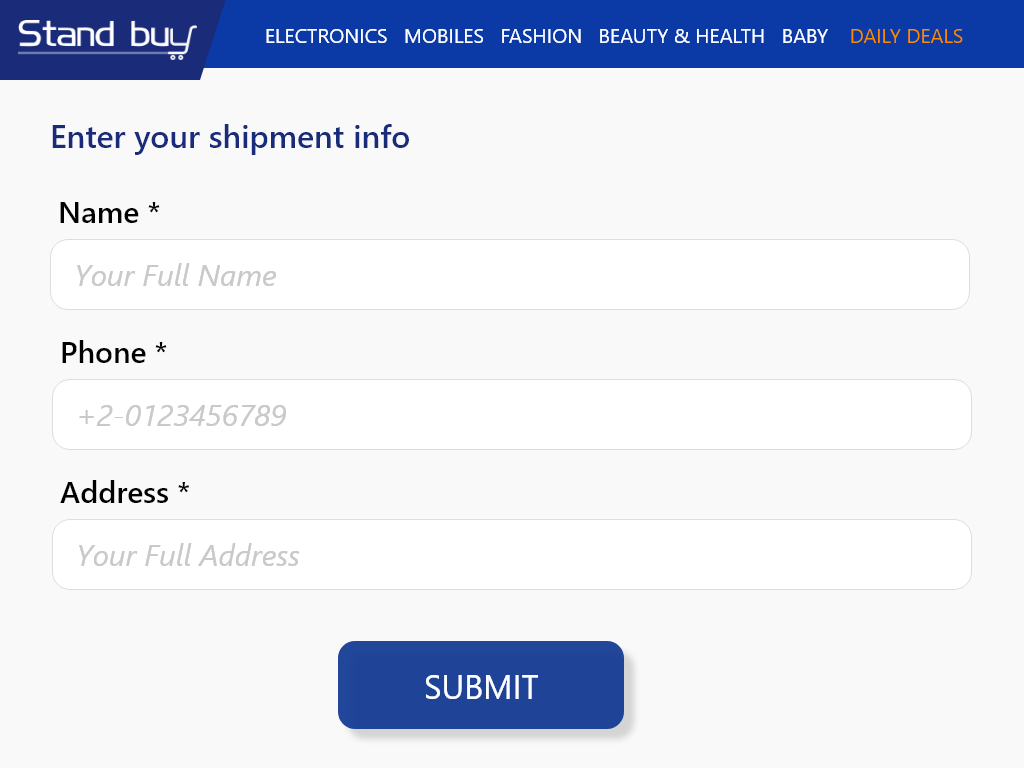 Stand buy
ELECTRONICS MOBILES FASHION BEAUTY & HEALTH BABY DAILY DEALS
Enter your shipment info
Name *
Your Full Name
Phone *
+2-0123456789
Address *
Your Full Address
SUBMIT